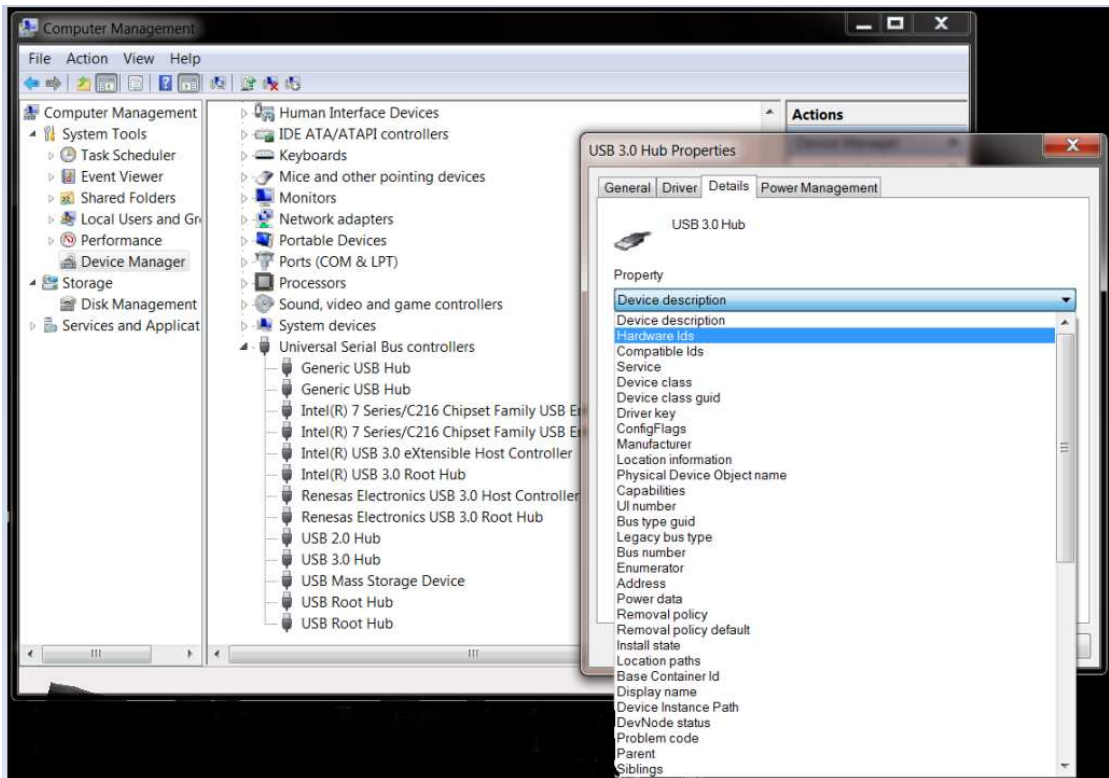 Computer Management
File Action View Help
Computer Management
System Tools
Task Scheduler
Event Viewer
Shared Folders
Local Users and Gr
Performance
Device Manager
Storage
Disk Management
Services and Applicat
Human Interface Devices
IDE ATA/ATAPI controllers
Keyboards
Mice and other pointing devices
Monitors
Network adapters
Portable Devices
Ports (COM & LPT)
Processors
Sound, video and game controllers
System devices
Universal Serial Bus controllers
Generic USB Hub
Generic USB Hub
Intel(R) 7 Series/C216 Chipset Family USB E
Intel(R) 7 Series/C216 Chipset Family USB E
Intel(R) USB 3.0 eXtensible Host Controller
Intel(R) USB 3.0 Root Hub
Renesas Electronics USB 3.0 Host Controller
Renesas Electronics USB 3.0 Root Hub
USB 2.0 Hub
USB 3.0 Hub
USB Mass Storage Device
USB Root Hub
USB Root Hub
Actions
Device Manager
USB 3.0 Hub Properties
General Driver Details Power Management
USB 3.0 Hub
Property
Device description
Device description
Hardware Ids
Compatible Ids
Service
Device class
Device class guid
Driver key
ConfigFlags
Manufacturer
Location information
Physical Device Object name
Capabilities
UI number
Bus type guid
Legacy bus type
Bus number
Enumerator
Address
Power data
Removal policy
Removal policy default
Install state
Location paths
Base Container Id
Display name
Device Instance Path
DevNode status
Problem code
Parent
Siblings